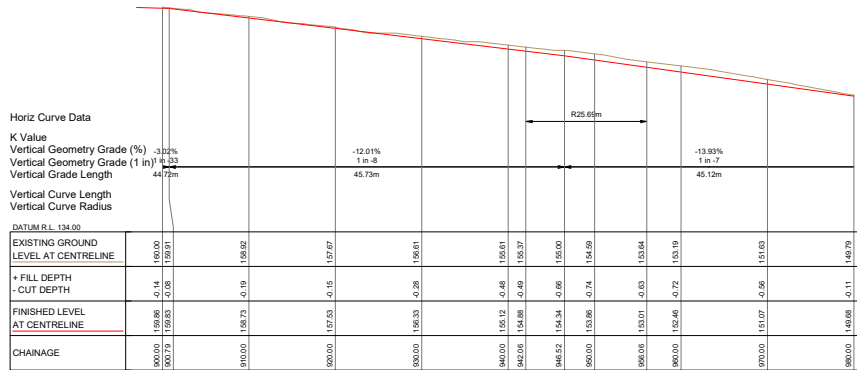 Horiz Curve Data
R25.69m
K Value
Vertical Geometry Grade (%) -3.02% -12.01% -13.93%
Vertical Geometry Grade (1 in) 1 in -33 1 in -8 1 in -7
Vertical Grade Length 44.72m 45.73m 45.12m
Vertical Curve Length
Vertical Curve Radius
DATUM R.L. 134.00
EXISTING GROUND
LEVEL AT CENTRELINE
160.00 159.91 158.92 157.67 156.61 155.61 155.37 155.00 154.59 153.64 153.19 151.63 149.79
+ FILL DEPTH
- CUT DEPTH
-0.14 -0.08 -0.19 -0.15 -0.28 -0.48 -0.49 -0.66 -0.74 -0.63 -0.72 -0.56 -0.11
FINISHED LEVEL
AT CENTRELINE
159.86 159.83 158.73 157.53 156.33 155.12 154.88 154.34 153.86 153.01 152.46 151.07 149.68
CHAINAGE
900.00 900.79 910.00 920.00 930.00 940.00 942.06 946.52 950.00 956.06 960.00 970.00 980.00